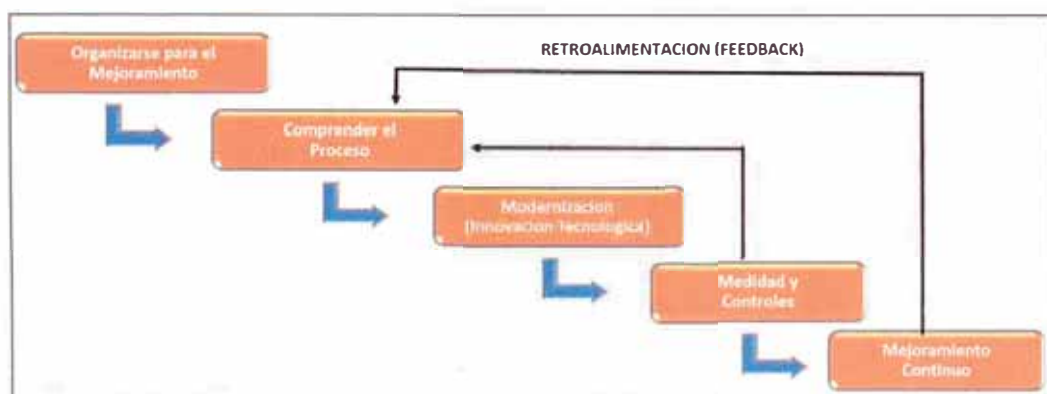 Organizarse para el
Mejoramiento
RETROALIMENTACION (FEEDBACK)
Comprender el
Proceso
Modernizacion
(Innovacion Tecnologica)
Medidad y
Controles
Mejoramiento
Continuo